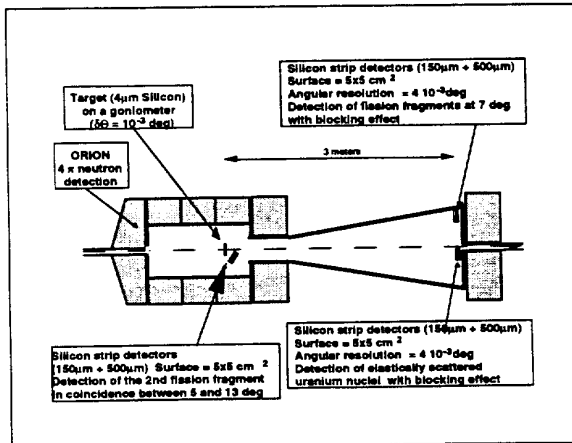 Silicon strip detectors (150µm + 500µm)
Surface = 5x5 cm 2
Angular resolution = 4 10-3deg
Detection of fission fragments at 7 deg
with blocking effect
Target (4µm Silicon)
on a goniometer
(δΘ = 10-3 deg)
ORION
4 π neutron
detection
3 meters
Silicon strip detectors
(150µm + 500µm) Surface = 5x5 cm 2
Detection of the 2nd fission fragment
in coincidence between 5 and 13 deg
Silicon strip detectors (150µm + 500µm)
Surface = 5x5 cm 2
Angular resolution = 4 10-3deg
Detection of elastically scattered
uranium nuclei with blocking effect